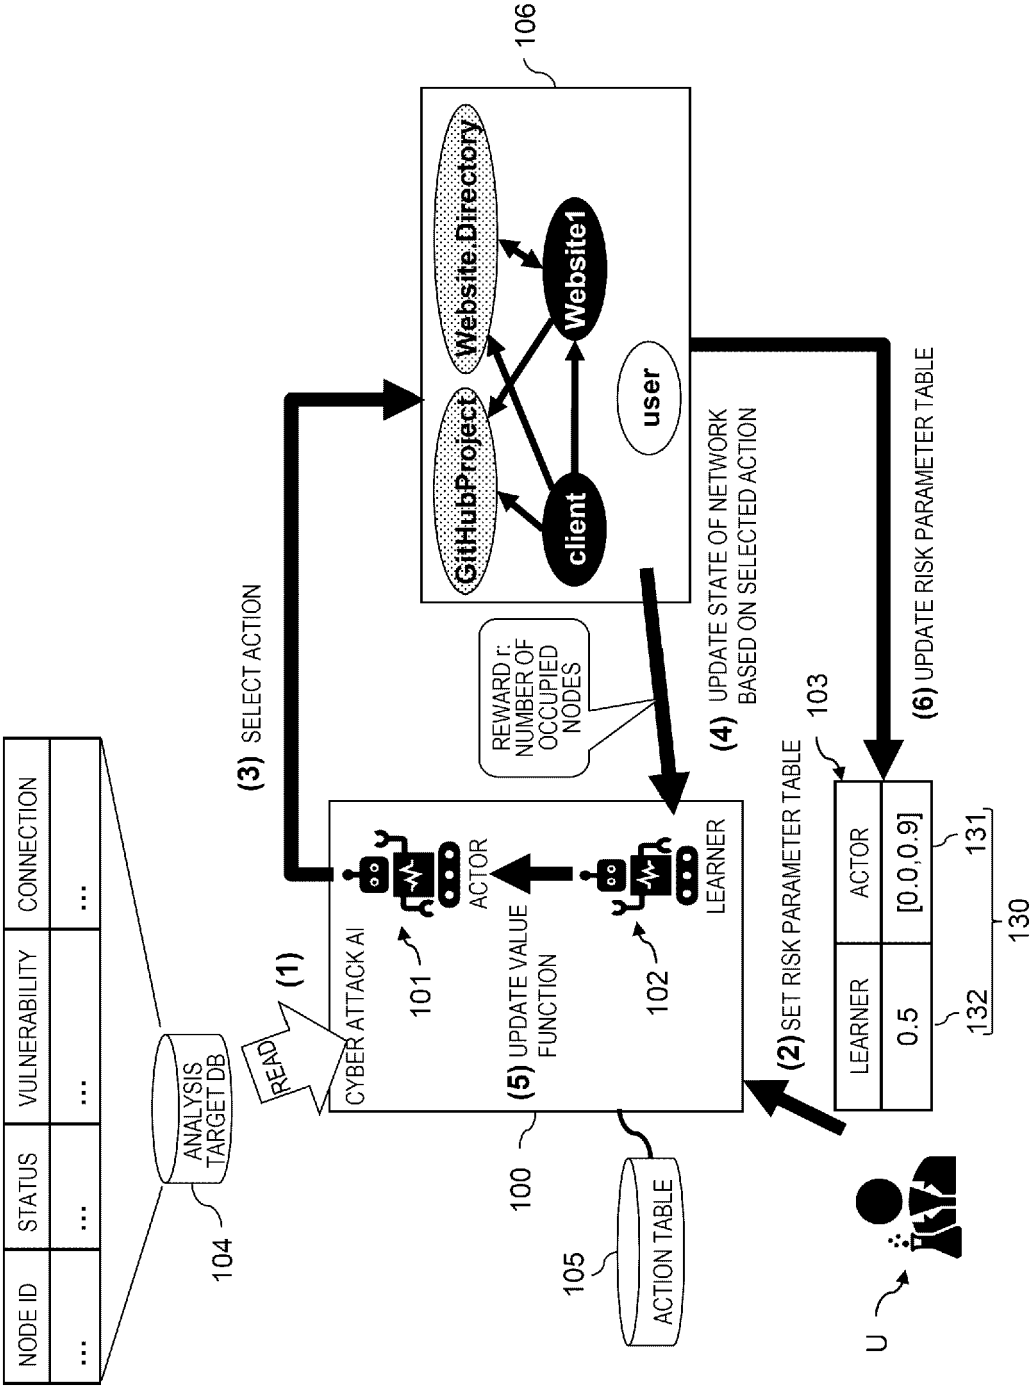 NODE ID STATUS VULNERABILITY CONNECTION
... ... ... ...
ANALYSIS
TARGET DB
104
READ
(1)
(3) SELECT ACTION
106
CYBER ATTACK AI
101
ACTOR
(5) UPDATE VALUE
FUNCTION
102
LEARNER
100
105
ACTION TABLE
REWARD r:
NUMBER OF
OCCUPIED
NODES
GitHubProject
Website.Directory
client
Website1
user
(4) UPDATE STATE OF NETWORK
BASED ON SELECTED ACTION
(2) SET RISK PARAMETER TABLE
103
LEARNER ACTOR
0.5 [0.0,0.9]
132 131
130
(6) UPDATE RISK PARAMETER TABLE
U